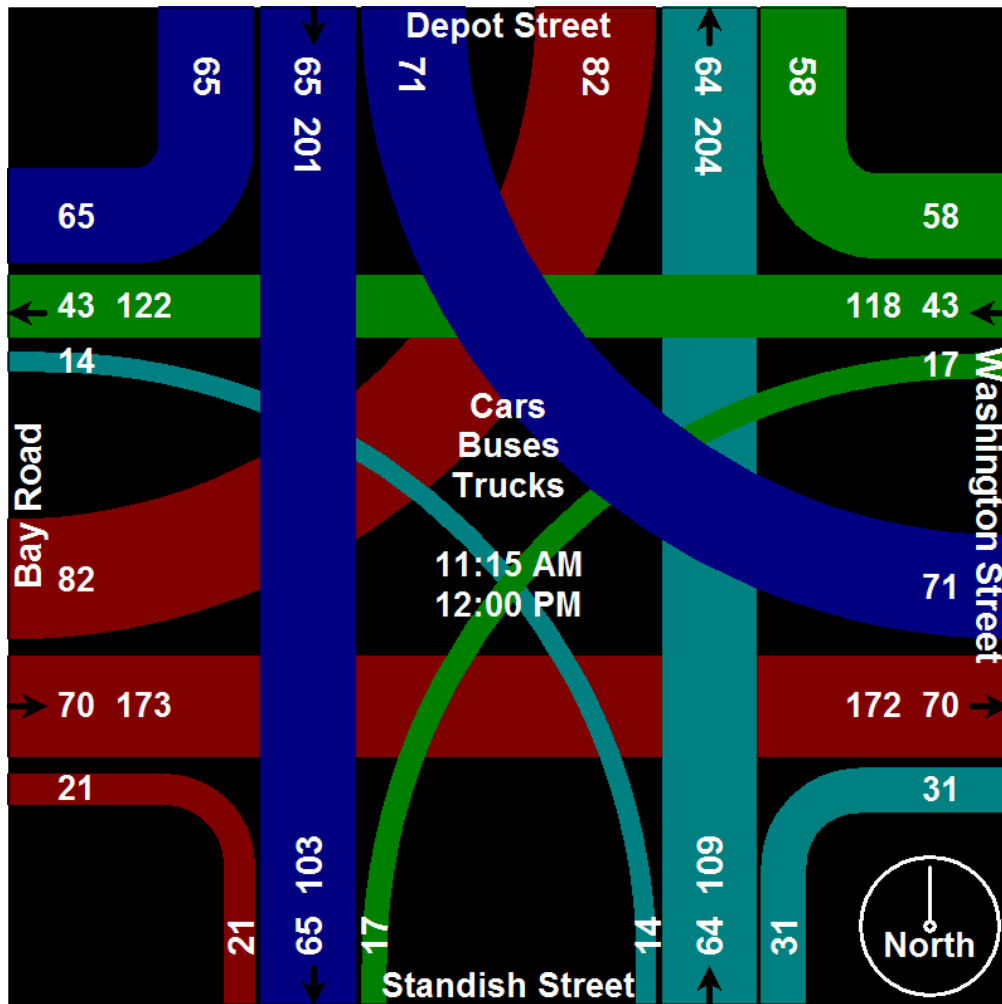 Depot Street
65 65 71 82 64 58
201 204
65 58
43 122 118 43
14 17
Cars
Buses
Trucks
Bay Road
Washington Street
11:15 AM
12:00 PM
82 71
70 173 172 70
21 31
103 109
21 65 17 14 64 31
North
Standish Street